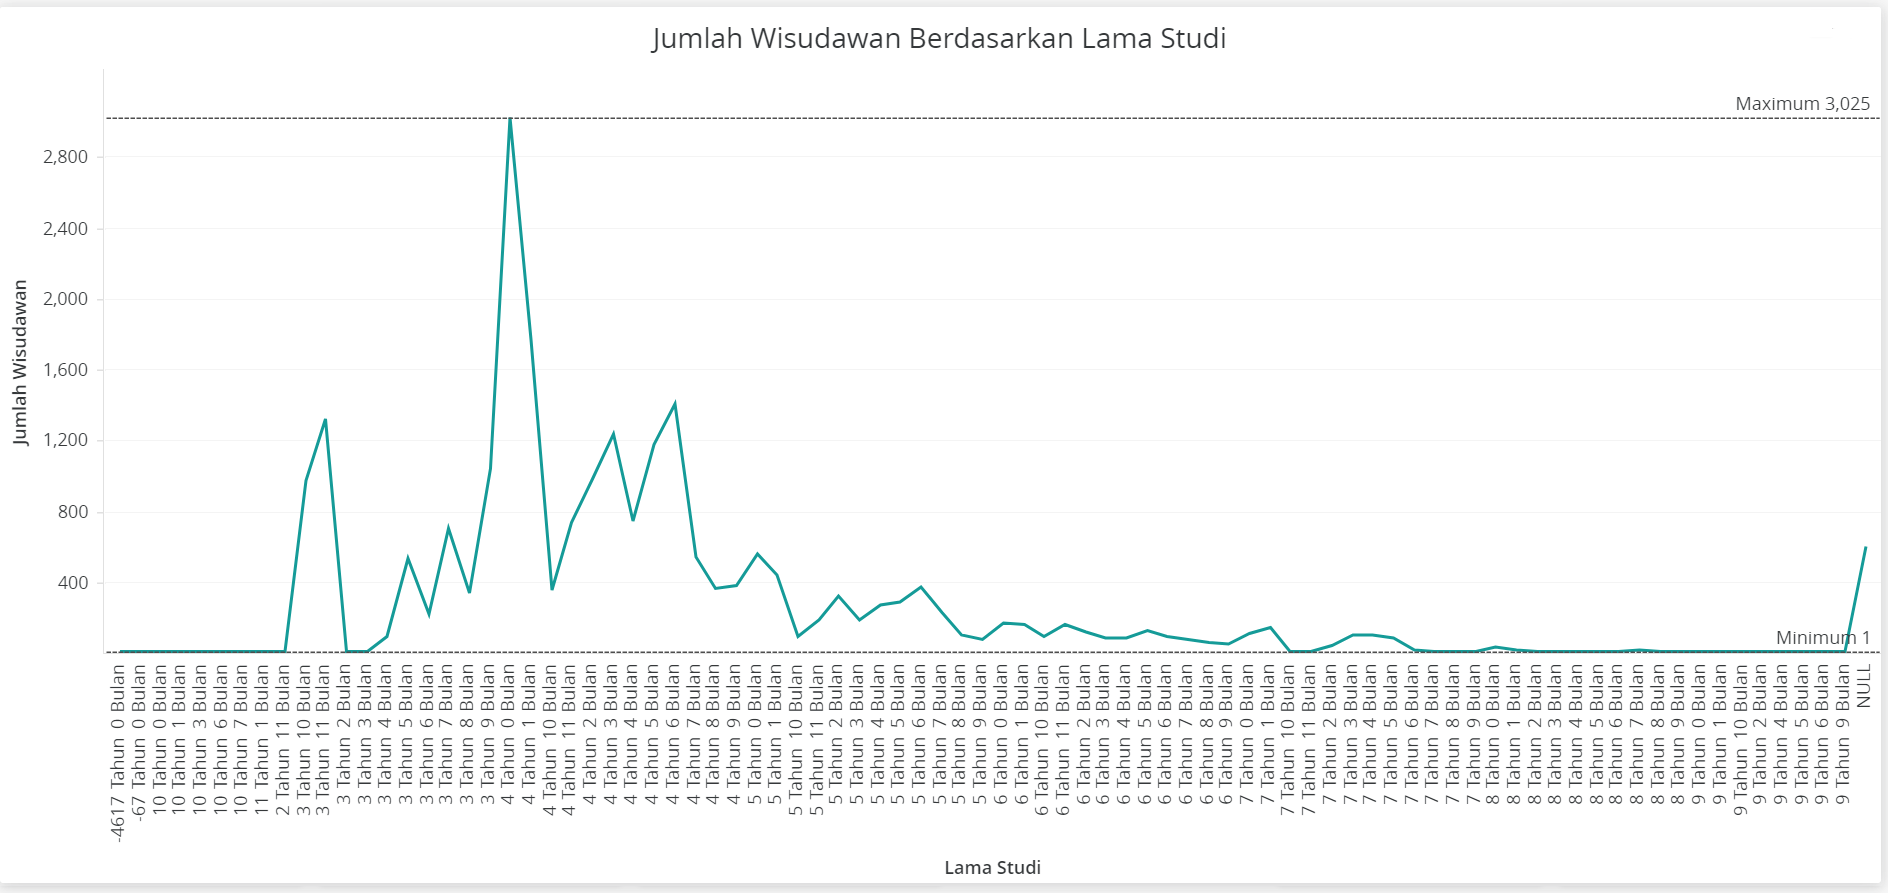 Jumlah Wisudawan Berdasarkan Lama Studi
Maximum 3,025
2,800
2,400
2,000
1,600
1,200
800
400
Jumlah Wisudawan
Minimum 1
-4617 Tahun 0 Bulan
-67 Tahun 0 Bulan
10 Tahun 0 Bulan
10 Tahun 1 Bulan
10 Tahun 3 Bulan
10 Tahun 6 Bulan
10 Tahun 7 Bulan
11 Tahun 1 Bulan
2 Tahun 11 Bulan
3 Tahun 10 Bulan
3 Tahun 11 Bulan
3 Tahun 2 Bulan
3 Tahun 3 Bulan
3 Tahun 4 Bulan
3 Tahun 5 Bulan
3 Tahun 6 Bulan
3 Tahun 7 Bulan
3 Tahun 8 Bulan
3 Tahun 9 Bulan
4 Tahun 0 Bulan
4 Tahun 1 Bulan
4 Tahun 10 Bulan
4 Tahun 11 Bulan
4 Tahun 2 Bulan
4 Tahun 3 Bulan
4 Tahun 4 Bulan
4 Tahun 5 Bulan
4 Tahun 6 Bulan
4 Tahun 7 Bulan
4 Tahun 8 Bulan
4 Tahun 9 Bulan
5 Tahun 0 Bulan
5 Tahun 1 Bulan
5 Tahun 10 Bulan
5 Tahun 11 Bulan
5 Tahun 2 Bulan
5 Tahun 3 Bulan
5 Tahun 4 Bulan
5 Tahun 5 Bulan
5 Tahun 6 Bulan
5 Tahun 7 Bulan
5 Tahun 8 Bulan
5 Tahun 9 Bulan
6 Tahun 0 Bulan
6 Tahun 1 Bulan
6 Tahun 10 Bulan
6 Tahun 11 Bulan
6 Tahun 2 Bulan
6 Tahun 3 Bulan
6 Tahun 4 Bulan
6 Tahun 5 Bulan
6 Tahun 6 Bulan
6 Tahun 7 Bulan
6 Tahun 8 Bulan
6 Tahun 9 Bulan
7 Tahun 0 Bulan
7 Tahun 1 Bulan
7 Tahun 10 Bulan
7 Tahun 11 Bulan
7 Tahun 2 Bulan
7 Tahun 3 Bulan
7 Tahun 4 Bulan
7 Tahun 5 Bulan
7 Tahun 6 Bulan
7 Tahun 7 Bulan
7 Tahun 8 Bulan
7 Tahun 9 Bulan
8 Tahun 0 Bulan
8 Tahun 1 Bulan
8 Tahun 2 Bulan
8 Tahun 3 Bulan
8 Tahun 4 Bulan
8 Tahun 5 Bulan
8 Tahun 6 Bulan
8 Tahun 7 Bulan
8 Tahun 8 Bulan
8 Tahun 9 Bulan
9 Tahun 0 Bulan
9 Tahun 1 Bulan
9 Tahun 10 Bulan
9 Tahun 2 Bulan
9 Tahun 4 Bulan
9 Tahun 5 Bulan
9 Tahun 6 Bulan
9 Tahun 9 Bulan
NULL
Lama Studi